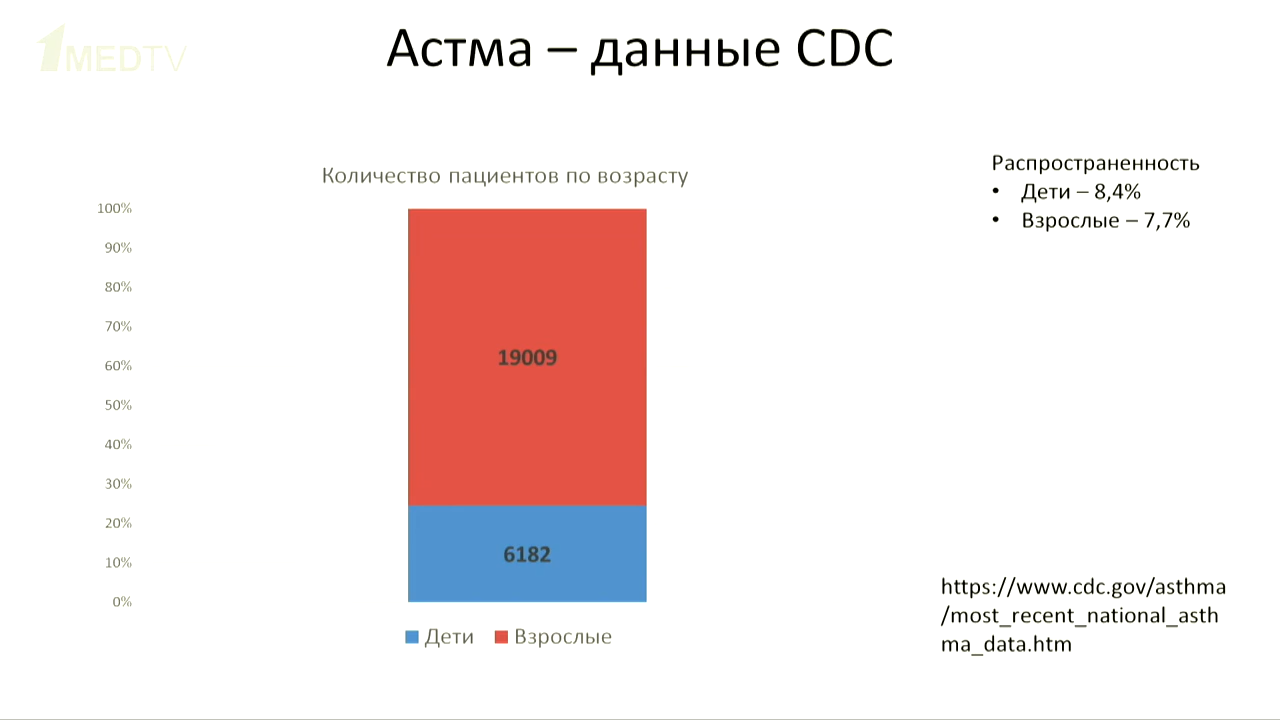 1MEDTV
Астма – данные CDC
Количество пациентов по возрасту
100%
90%
80%
70%
60%
50%
40%
30%
20%
10%
0%
19009
6182
Дети Взрослые
Распространенность
• Дети – 8,4%
• Взрослые – 7,7%
https://www.cdc.gov/asthma
/most_recent_national_asth
ma_data.htm